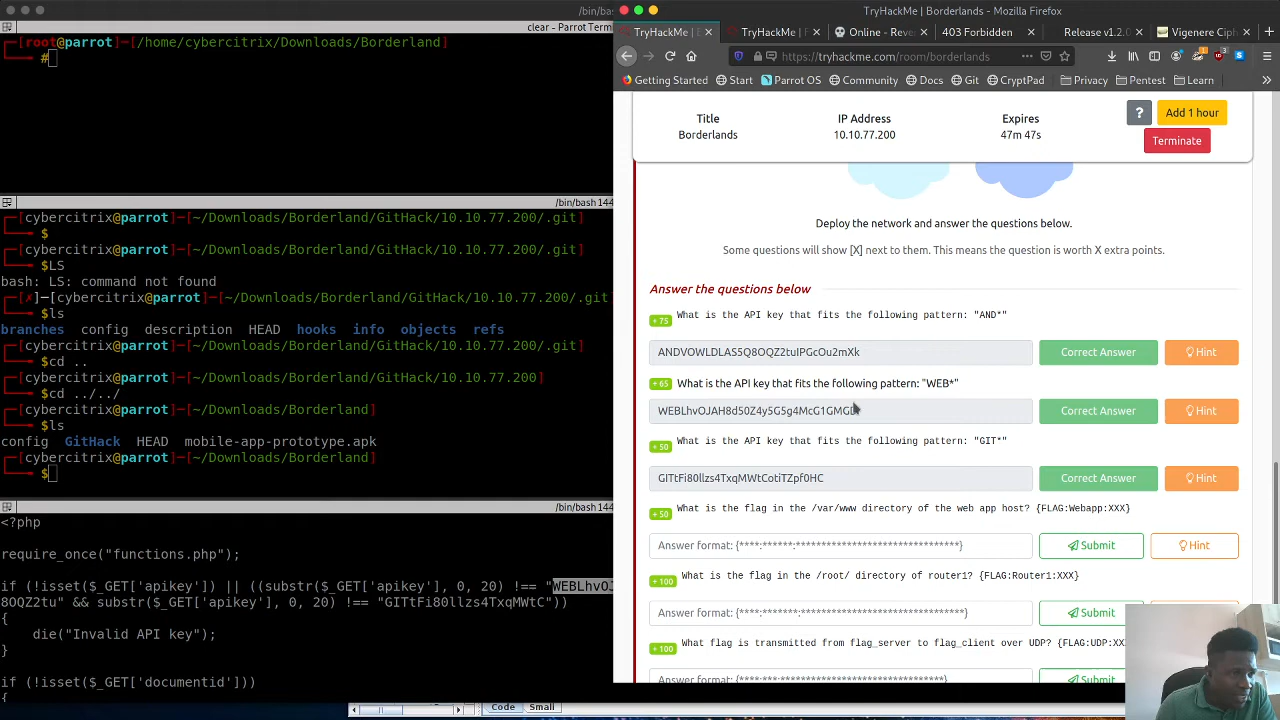 /bin/bas
clear - Parrot Term
┌─[root@parrot]─[/home/cybercitrix/Downloads/Borderland]
└──╼ #
/bin/bash 144
┌─[cybercitrix@parrot]─[~/Downloads/Borderland/GitHack/10.10.77.200/.git]
└──╼ $
┌─[cybercitrix@parrot]─[~/Downloads/Borderland/GitHack/10.10.77.200/.git]
└──╼ $LS
bash: LS: command not found
┌─[✗]─[cybercitrix@parrot]─[~/Downloads/Borderland/GitHack/10.10.77.200/.git
└──╼ $ls
branches config description HEAD hooks info objects refs
┌─[cybercitrix@parrot]─[~/Downloads/Borderland/GitHack/10.10.77.200/.git]
└──╼ $cd ..
┌─[cybercitrix@parrot]─[~/Downloads/Borderland/GitHack/10.10.77.200]
└──╼ $cd ../../
┌─[cybercitrix@parrot]─[~/Downloads/Borderland]
└──╼ $ls
config GitHack HEAD mobile-app-prototype.apk
┌─[cybercitrix@parrot]─[~/Downloads/Borderland]
└──╼ $
/bin/bash 144
<?php
require_once("functions.php");
if (!isset($_GET['apikey']) || ((substr($_GET['apikey'], 0, 20) !== "WEBLhvOJ
8OQZ2tu" && substr($_GET['apikey'], 0, 20) !== "GITtFi80llzs4TxqMWtC"))
{
die("Invalid API key");
}
if (!isset($_GET['documentid']))
{
Code Small
TryHackMe | Borderlands - Mozilla Firefox
TryHackMe | E
TryHackMe | F
Online - Reve
403 Forbidden
Release v1.2.0
Vigenere Ciph
https://tryhackme.com/room/borderlands
Getting Started Start Parrot OS Community Docs Git CryptPad Privacy Pentest Learn
Title IP Address Expires
Borderlands 10.10.77.200 47m 47s
? Add 1 hour
Terminate
Deploy the network and answer the questions below.
Some questions will show [X] next to them. This means the question is worth X extra points.
Answer the questions below
+ 75 What is the API key that fits the following pattern: "AND*"
ANDVOWLDLAS5Q8OQZ2tuIPGcOu2mXk Correct Answer Hint
+ 65 What is the API key that fits the following pattern: "WEB*"
WEBLhvOJAH8d50Z4y5G5g4McG1GMGD Correct Answer Hint
+ 50 What is the API key that fits the following pattern: "GIT*"
GITtFi80llzs4TxqMWtCotiTZpf0HC Correct Answer Hint
+ 50 What is the flag in the /var/www directory of the web app host? {FLAG:Webapp:XXX}
Answer format: {****:******:********************************} Submit Hint
+ 100 What is the flag in the /root/ directory of router1? {FLAG:Router1:XXX}
Answer format: {****:*******:********************************} Submit
+ 100 What flag is transmitted from flag_server to flag_client over UDP? {FLAG:UDP:XX
Answer format: {****:***:********************************} Submit